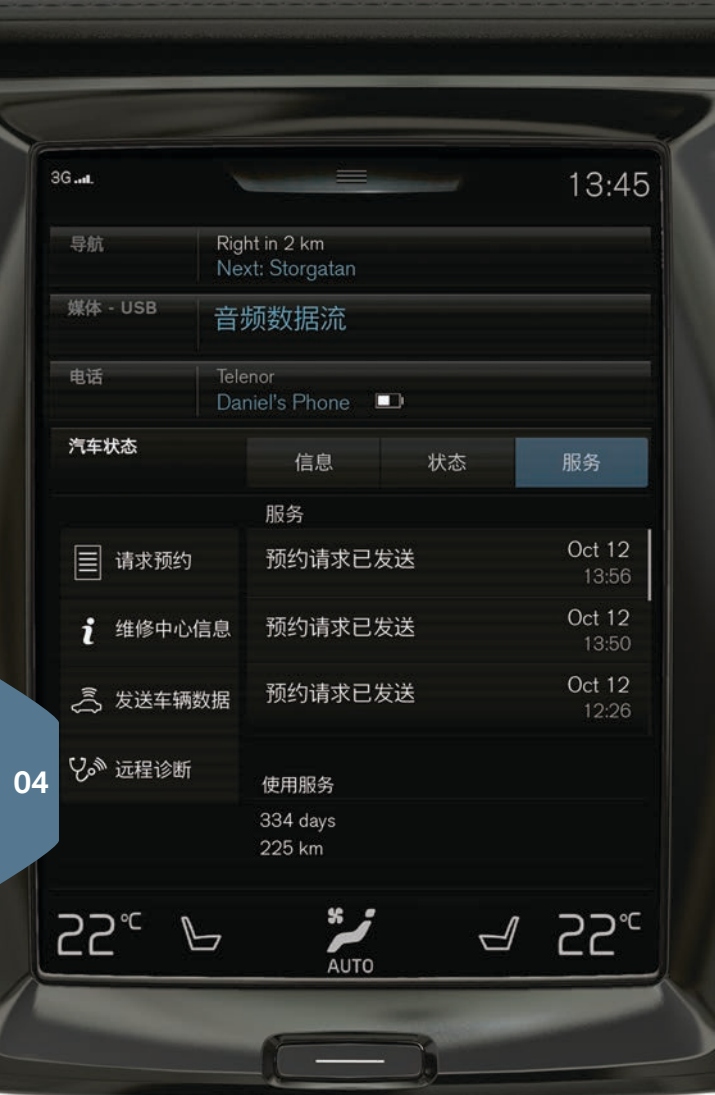 3G
13:45
导航
Right in 2 km
Next: Storgatan
媒体 - USB
音频数据流
电话
Telenor
Daniel's Phone
汽车状态
信息
状态
服务
服务
请求预约
预约请求已发送
Oct 12
13:56
维修中心信息
预约请求已发送
Oct 12
13:50
发送车辆数据
预约请求已发送
Oct 12
12:26
04
远程诊断
使用服务
334 days
225 km
22°C
AUTO
22°C